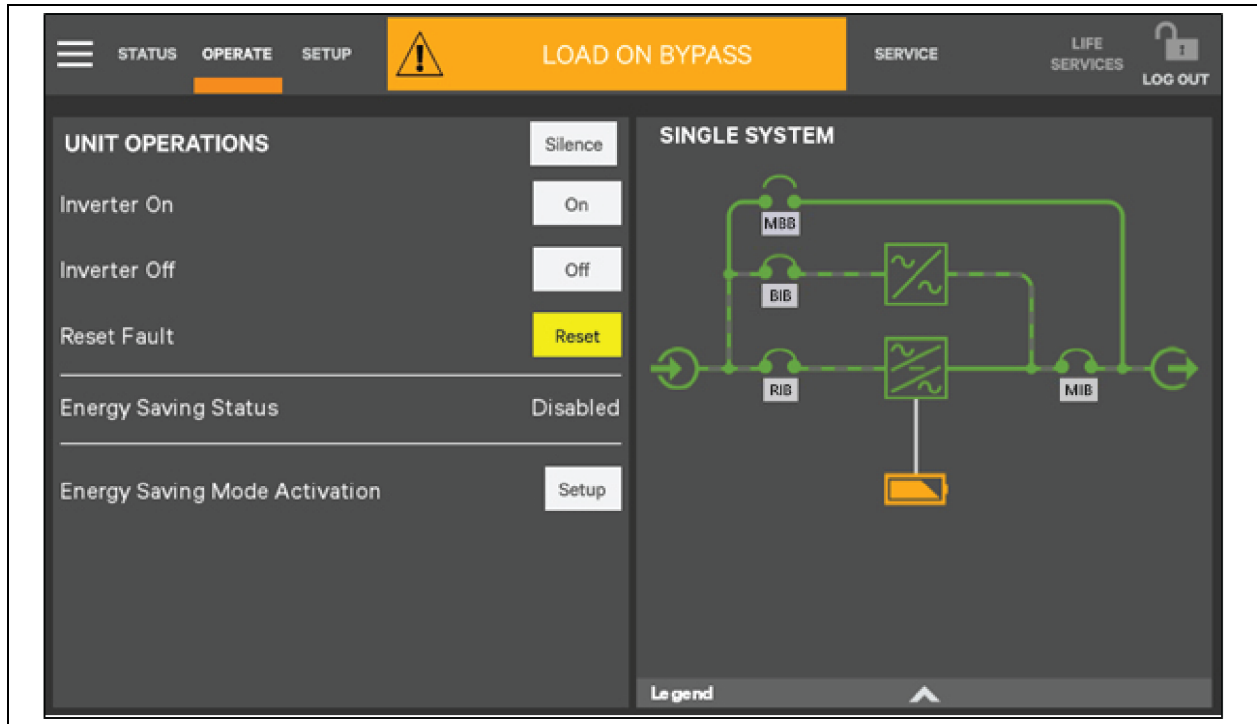 STATUS OPERATE SETUP LOAD ON BYPASS SERVICE LIFE SERVICES LOG OUT
UNIT OPERATIONS Silence
Inverter On On
Inverter Off Off
Reset Fault Reset
Energy Saving Status Disabled
Energy Saving Mode Activation Setup
SINGLE SYSTEM
MBB
BIB
RIB MIB
Legend